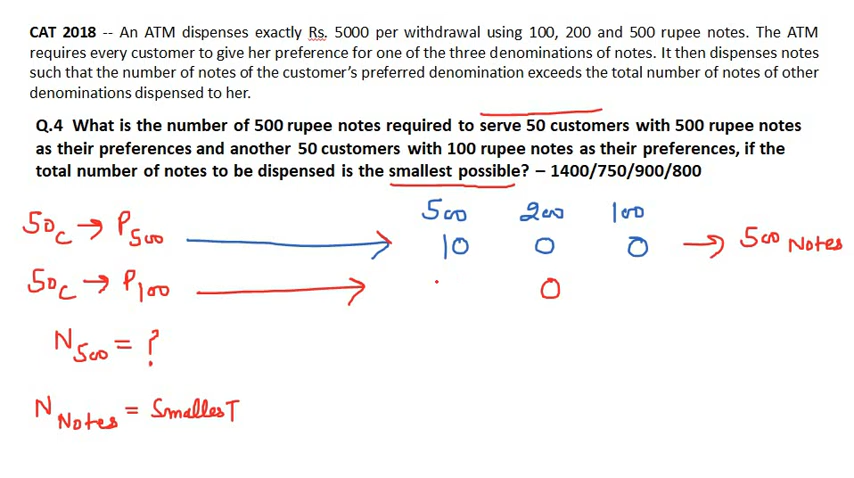 CAT 2018 -- An ATM dispenses exactly Rs. 5000 per withdrawal using 100, 200 and 500 rupee notes. The ATM
requires every customer to give her preference for one of the three denominations of notes. It then dispenses notes
such that the number of notes of the customer's preferred denomination exceeds the total number of notes of other
denominations dispensed to her.
Q.4 What is the number of 500 rupee notes required to serve 50 customers with 500 rupee notes
as their preferences and another 50 customers with 100 rupee notes as their preferences, if the
total number of notes to be dispensed is the smallest possible? – 1400/750/900/800
500 200 100
50c → P500 → 10 0 0 → 500 Notes
50c → P100 → 0
N500 = ?
N Notes = SmallesT